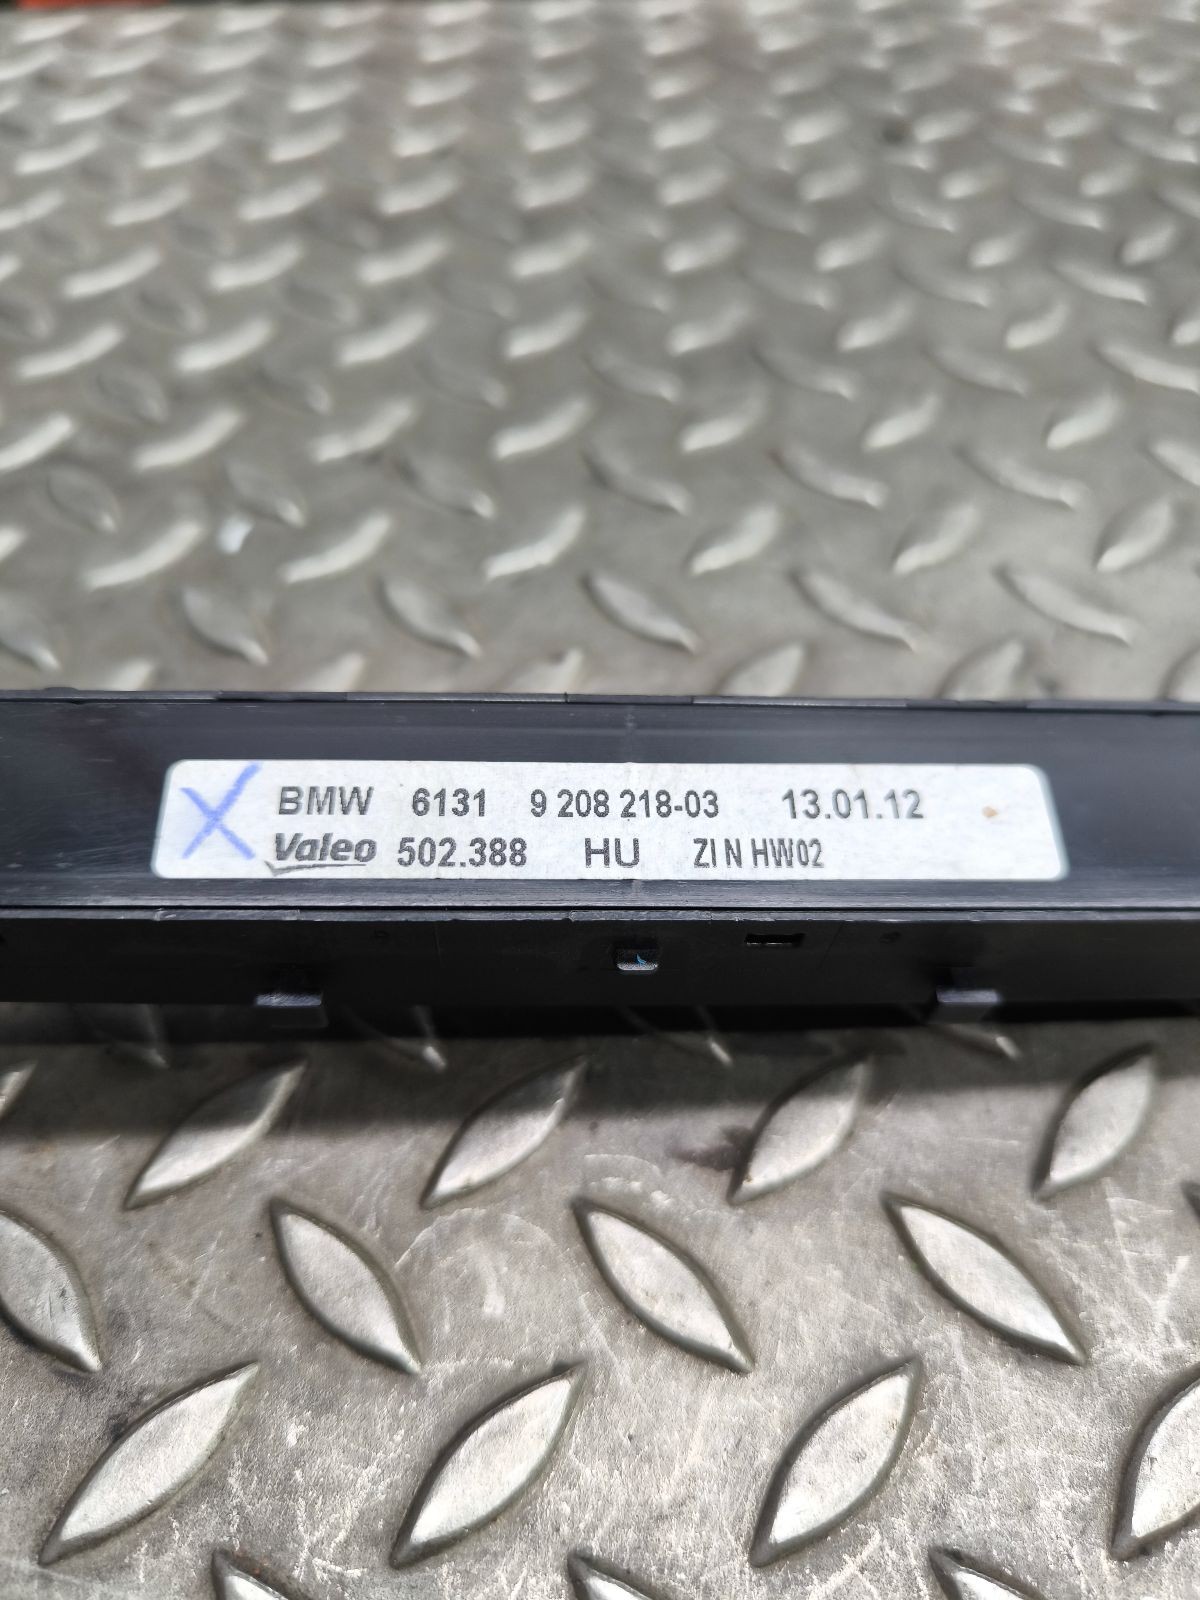 BMW 6131 9 208 218-03 13.01.12
Valeo 502.388 HU ZI N HW02